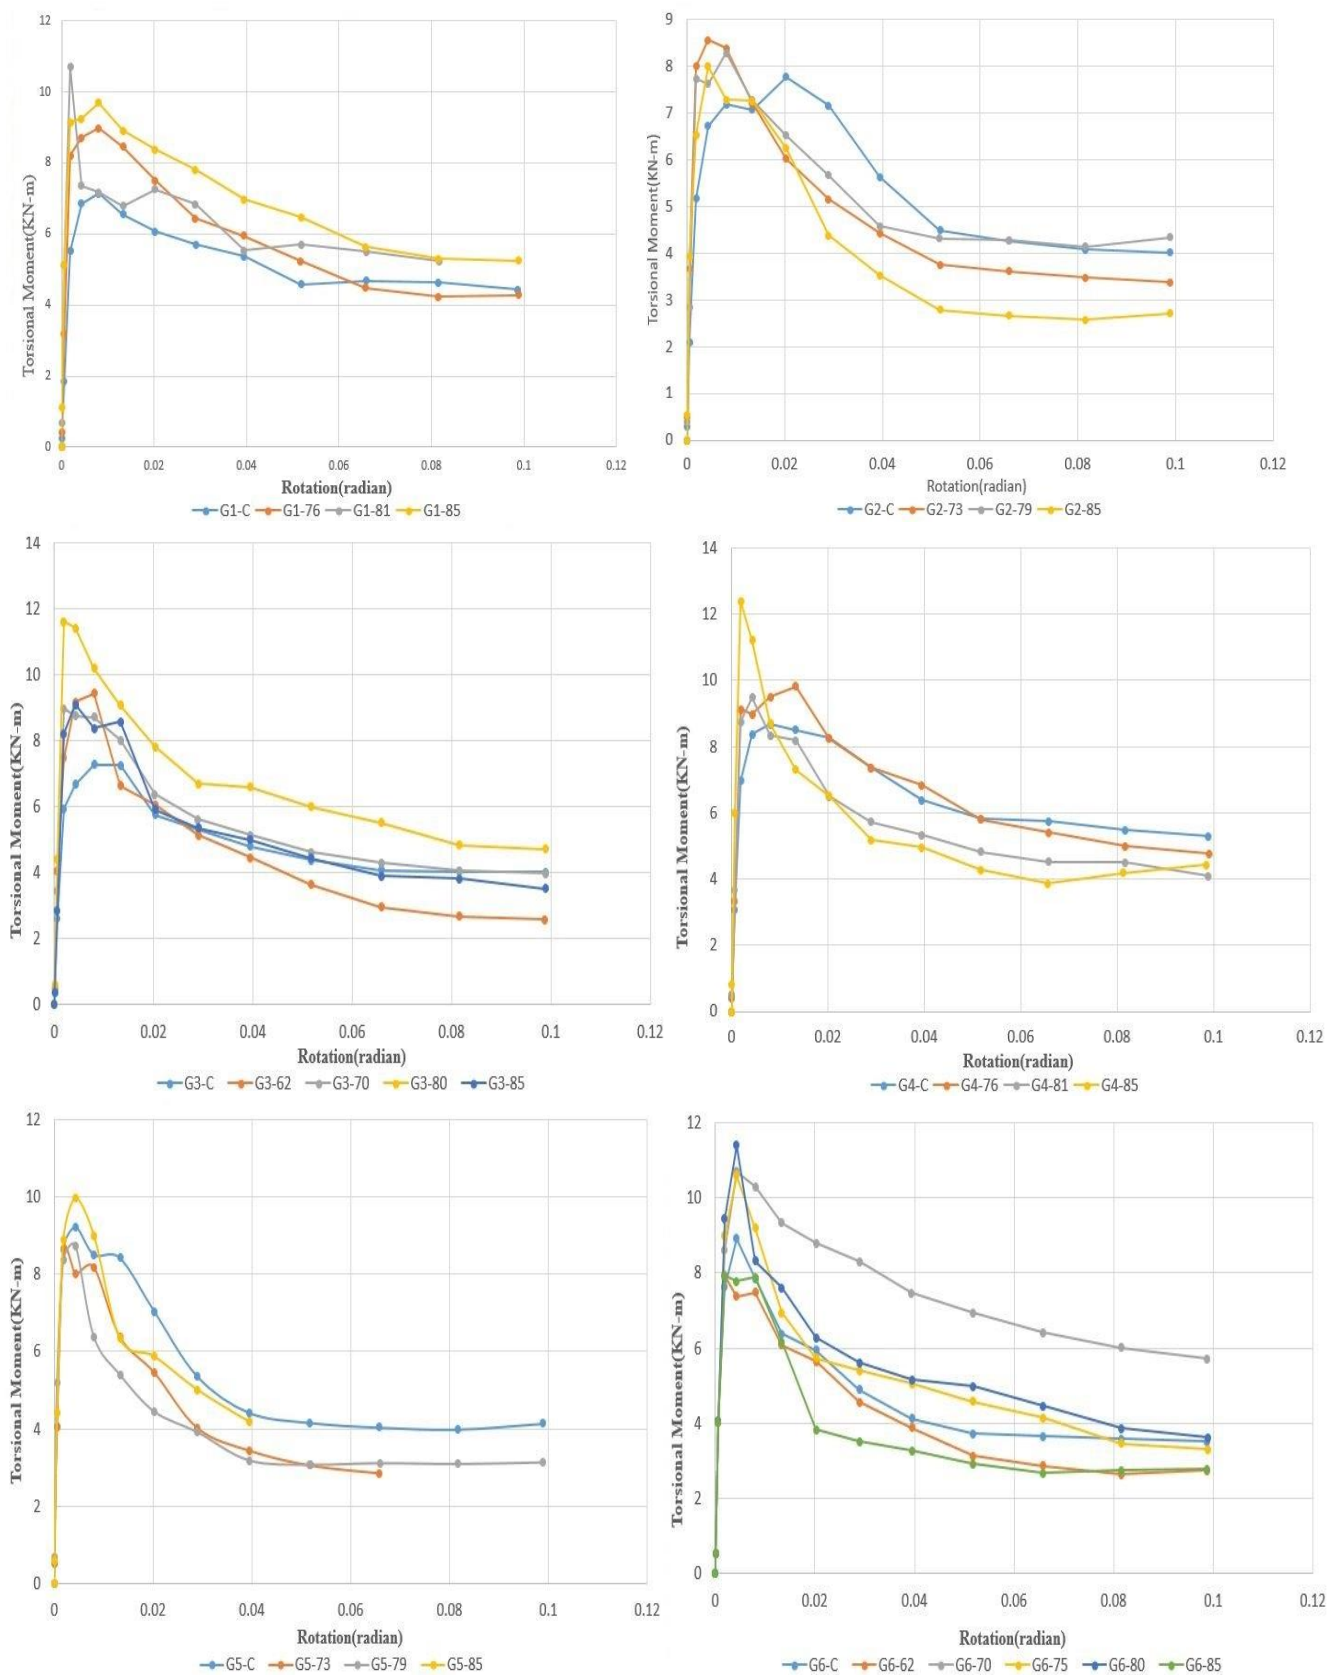 12
10
8
6
4
2
0
Torsional Moment(KN-m)
0 0.02 0.04 0.06 0.08 0.1 0.12
Rotation(radian)
G1-C G1-76 G1-81 G1-85
9
8
7
6
5
4
3
2
1
0
Torsional Moment(KN-m)
0 0.02 0.04 0.06 0.08 0.1 0.12
Rotation(radian)
G2-C G2-73 G2-79 G2-85
14
12
10
8
6
4
2
0
Torsional Moment(KN-m)
0 0.02 0.04 0.06 0.08 0.1 0.12
Rotation(radian)
G3-C G3-62 G3-70 G3-80 G3-85
14
12
10
8
6
4
2
0
Torsional Moment(KN-m)
0 0.02 0.04 0.06 0.08 0.1 0.12
Rotation(radian)
G4-C G4-76 G4-81 G4-85
12
10
8
6
4
2
0
Torsional Moment(KN-m)
0 0.02 0.04 0.06 0.08 0.1 0.12
Rotation(radian)
G5-C G5-73 G5-79 G5-85
12
10
8
6
4
2
0
Torsional Moment(KN-m)
0 0.02 0.04 0.06 0.08 0.1 0.12
Rotation(radian)
G6-C G6-62 G6-70 G6-75 G6-80 G6-85